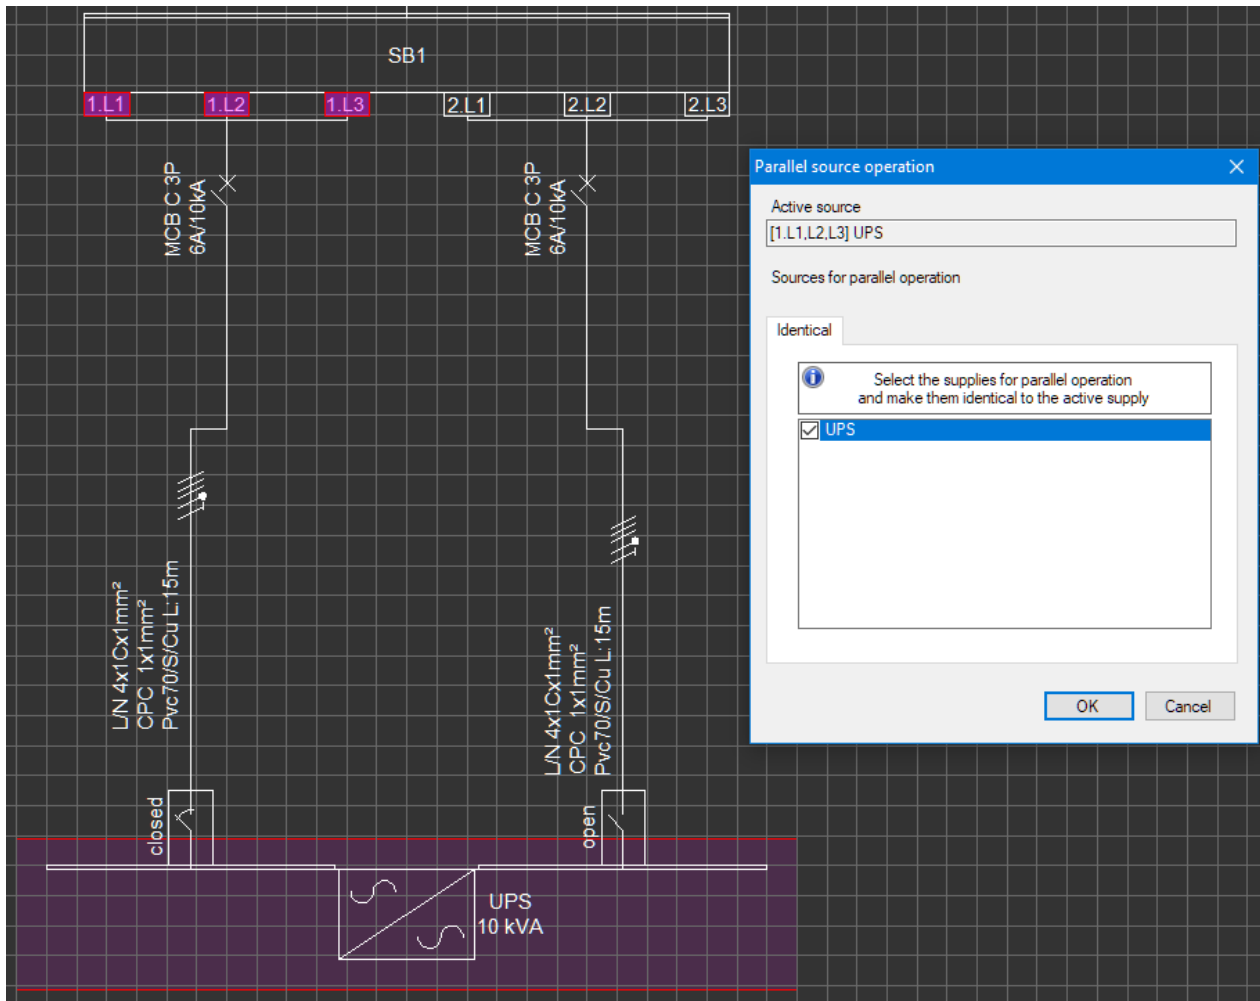 SB1
1.L1
1.L2
1.L3
2.L1
2.L2
2.L3
MCB C 3P
6A/10kA
MCB C 3P
6A/10kA
L/N 4x1Cx1mm²
CPC 1x1mm²
Pvc70/S/Cu L:15m
L/N 4x1Cx1mm²
CPC 1x1mm²
Pvc70/S/Cu L:15m
closed
open
UPS
10 kVA
Parallel source operation
Active source
[1.L1,L2,L3] UPS
Sources for parallel operation
Identical
Select the supplies for parallel operation
and make them identical to the active supply
UPS
OK
Cancel